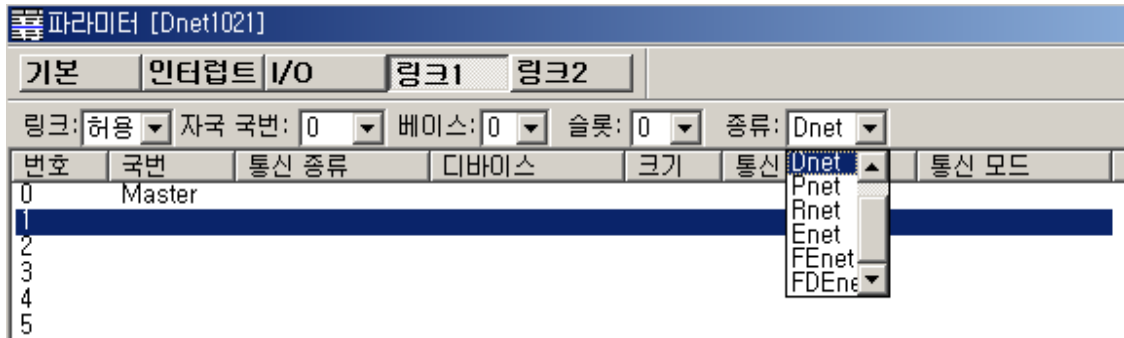 파라미터 [Dnet1021]
기본 인터럽트 I/O 링크1 링크2
링크: 허용 자국 국번: 0 베이스: 0 슬롯: 0 종류: Dnet
번호 국번 통신 종류 디바이스 크기 통신 Dnet 통신 모드
0 Master Pnet
1 Rnet
2 Enet
3 FEnet
4 FDEne
5